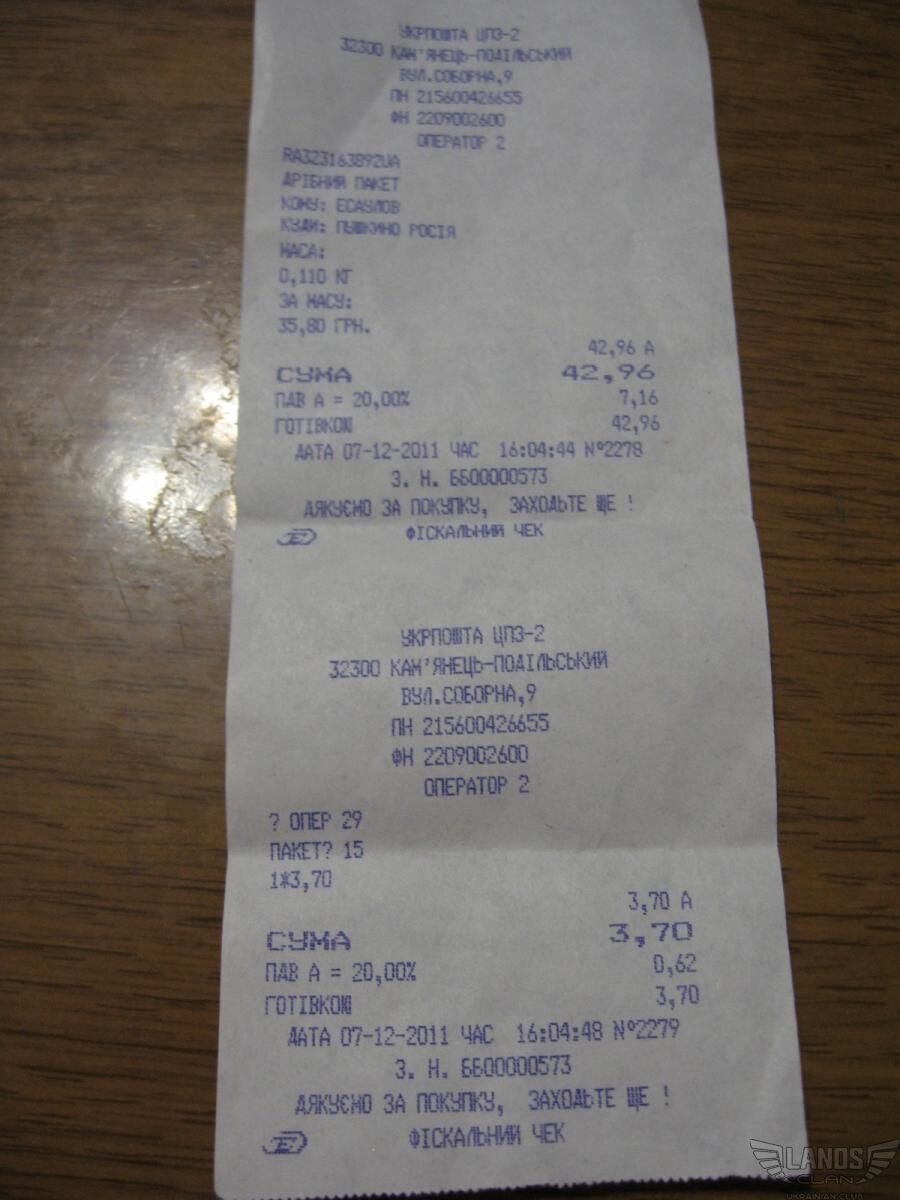 УКРПОШТА ЦПЗ-2
32300 КАМ'ЯНЕЦЬ-ПОДІЛЬСЬКИЙ
ВУЛ.СОБОРНА,9
ПН 215600426655
ФН 2209002600
ОПЕРАТОР 2
RA323163892UA
ДРІБНИЙ ПАКЕТ
КОМУ: ЕСАУЛОВ
КУДИ: ПУШКИНО РОСІЯ
МАСА:
0,110 КГ
ЗА МАСУ:
35,80 ГРН.
42,96 А
СУМА 42,96
ПДВ А = 20,00% 7,16
ГОТІВКОЮ 42,96
ДАТА 07-12-2011 ЧАС 16:04:44 №2278
З. Н. ББ00000573
ДЯКУЄМО ЗА ПОКУПКУ, ЗАХОДЬТЕ ЩЕ !
ФІСКАЛЬНИЙ ЧЕК
УКРПОШТА ЦПЗ-2
32300 КАМ'ЯНЕЦЬ-ПОДІЛЬСЬКИЙ
ВУЛ.СОБОРНА,9
ПН 215600426655
ФН 2209002600
ОПЕРАТОР 2
? ОПЕР 29
ПАКЕТ? 15
1*3,70
3,70 А
СУМА 3,70
ПДВ А = 20,00% 0,62
ГОТІВКОЮ 3,70
ДАТА 07-12-2011 ЧАС 16:04:48 №2279
З. Н. ББ00000573
ДЯКУЄМО ЗА ПОКУПКУ, ЗАХОДЬТЕ ЩЕ !
ФІСКАЛЬНИЙ ЧЕК
LANOS
CLAN
UKRAINIAN CLUB